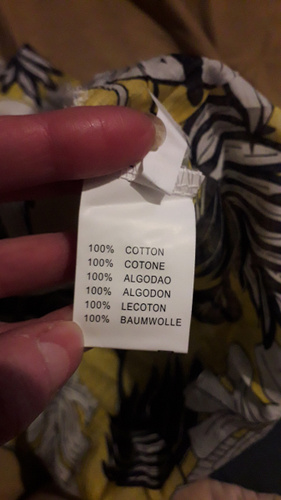 100% COTTON
100% COTONE
100% ALGODAO
100% ALGODON
100% LECOTON
100% BAUMWOLLE